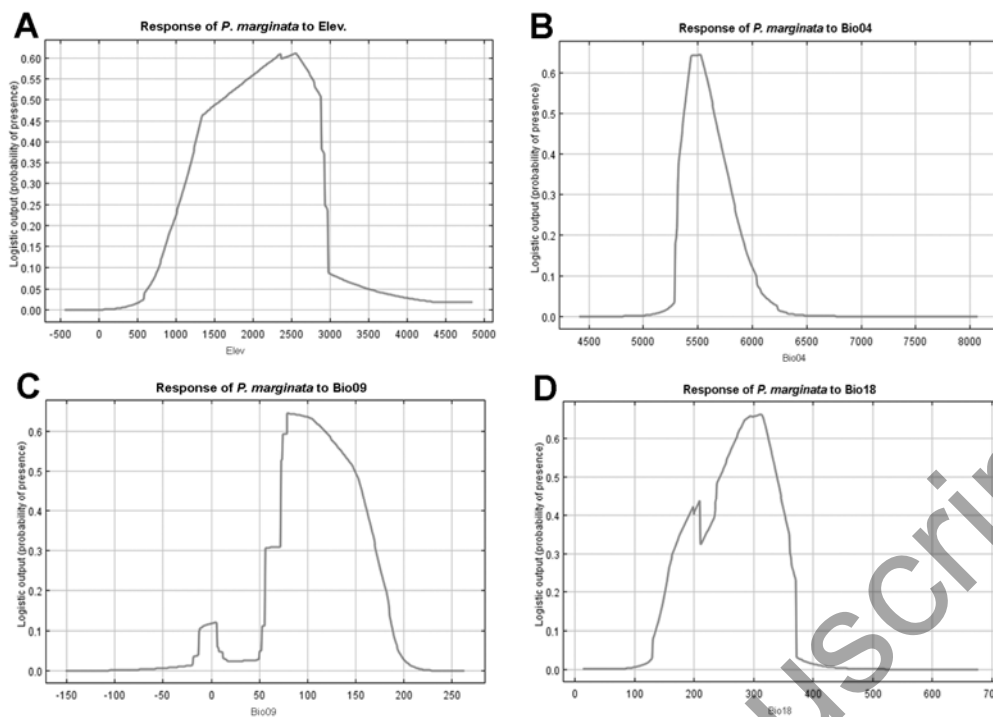 A
Response of P. marginata to Elev.
Logistic output (probability of presence)
0.60
0.55
0.50
0.45
0.40
0.35
0.30
0.25
0.20
0.15
0.10
0.05
0.00
-500 0 500 1000 1500 2000 2500 3000 3500 4000 4500 5000
Elev
B
Response of P. marginata to Bio04
Logistic output (probability of presence)
0.6
0.5
0.4
0.3
0.2
0.1
0.0
4500 5000 5500 6000 6500 7000 7500 8000
Bio04
C
Response of P. marginata to Bio09
Logistic output (probability of presence)
0.6
0.5
0.4
0.3
0.2
0.1
0.0
-150 -100 -50 0 50 100 150 200 250
Bio09
D
Response of P. marginata to Bio18
Logistic output (probability of presence)
0.6
0.5
0.4
0.3
0.2
0.1
0.0
0 100 200 300 400 500 600
Bio18
uscrip